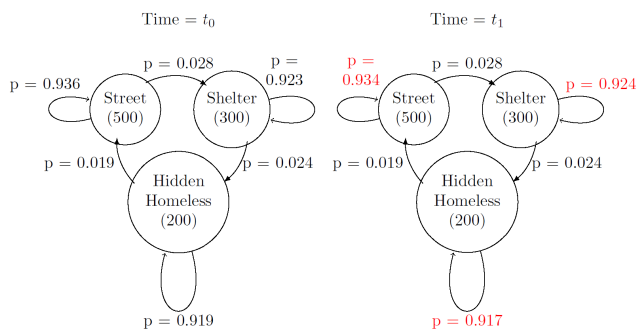 Time = t₀
p = 0.028
p = 0.936
p =
0.923
Street
(500)
Shelter
(300)
p = 0.019
p = 0.024
Hidden
Homeless
(200)
p = 0.919
Time = t₁
p = 0.028
p =
0.934
p = 0.924
Street
(500)
Shelter
(300)
p = 0.019
p = 0.024
Hidden
Homeless
(200)
p = 0.917